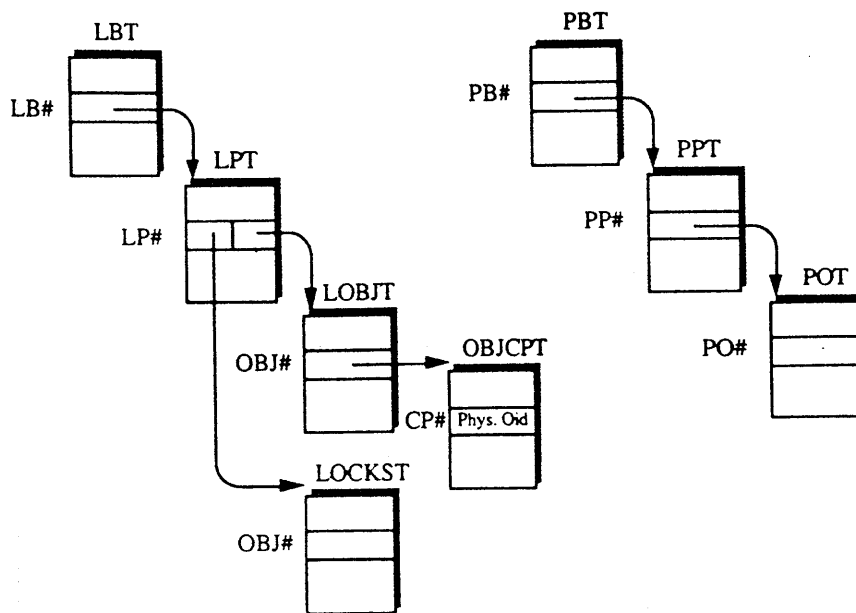 LBT
LB#
LPT
LP#
LOBJT
OBJ#
OBJCPT
CP# Phys. Oid
LOCKST
OBJ#
PBT
PB#
PPT
PP#
POT
PO#